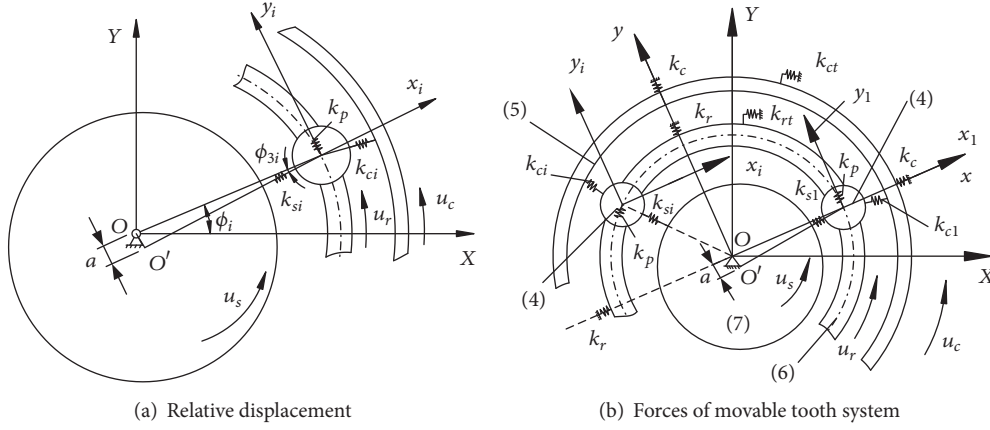 y_i
Y
x_i
k_p
ϕ_3i
k_ci
k_si
ϕ_i
u_r
u_c
O
X
a
O′
u_s
(a) Relative displacement
Y
y
k_ct
y_i
k_c
(5)
k_r
k_rt
y_1
(4)
k_c
x_1
k_ci
k_p
x
x_i
k_s1
k_si
k_c1
k_p
O
(4)
a
O′
u_s
X
(7)
k_r
u_r
u_c
(6)
(b) Forces of movable tooth system